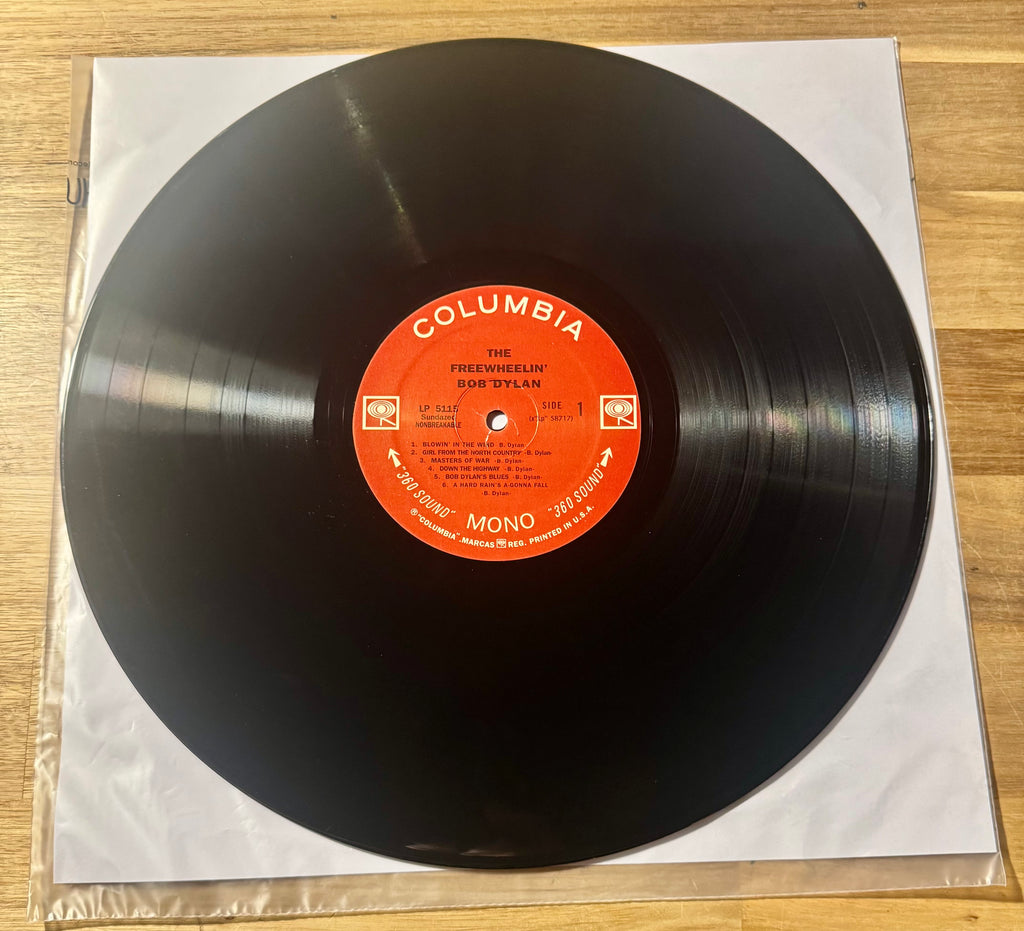 COLUMBIA
THE
FREEWHEELIN'
BOB DYLAN
LP 5115
Sundazed
NONBREAKABLE
SIDE 1
58717)
1. BLOWIN' IN THE WIND -B. Dylan-
2. GIRL FROM THE NORTH COUNTRY -B. Dylan-
3. MASTERS OF WAR -B. Dylan-
4. DOWN THE HIGHWAY -B. Dylan-
5. BOB DYLAN'S BLUES -B. Dylan-
6. A HARD RAIN'S A-GONNA FALL
-B. Dylan-
"360 SOUND" MONO "360 SOUND"
® "COLUMBIA", MARCAS REG. PRINTED IN U.S.A.